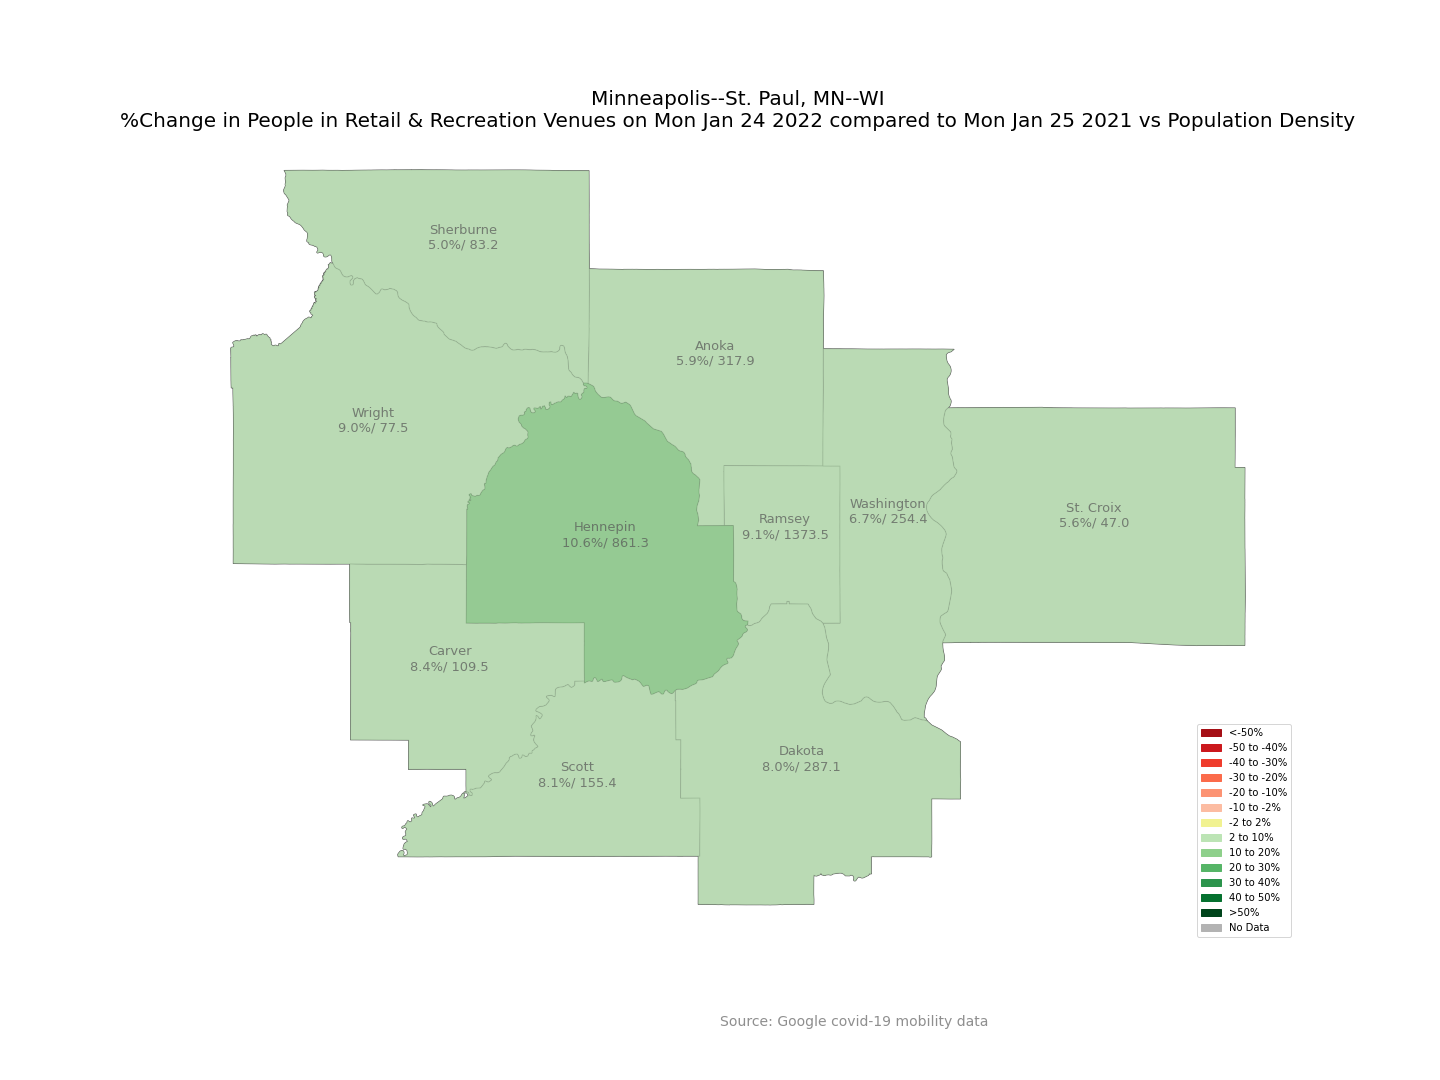 Minneapolis--St. Paul, MN--WI
%Change in People in Retail & Recreation Venues on Mon Jan 24 2022 compared to Mon Jan 25 2021 vs Population Density
Sherburne
5.0%/ 83.2
Anoka
5.9%/ 317.9
Wright
9.0%/ 77.5
Washington
6.7%/ 254.4
St. Croix
5.6%/ 47.0
Ramsey
9.1%/ 1373.5
Hennepin
10.6%/ 861.3
Carver
8.4%/ 109.5
Dakota
8.0%/ 287.1
Scott
8.1%/ 155.4
<-50%
-50 to -40%
-40 to -30%
-30 to -20%
-20 to -10%
-10 to -2%
-2 to 2%
2 to 10%
10 to 20%
20 to 30%
30 to 40%
40 to 50%
>50%
No Data
Source: Google covid-19 mobility data